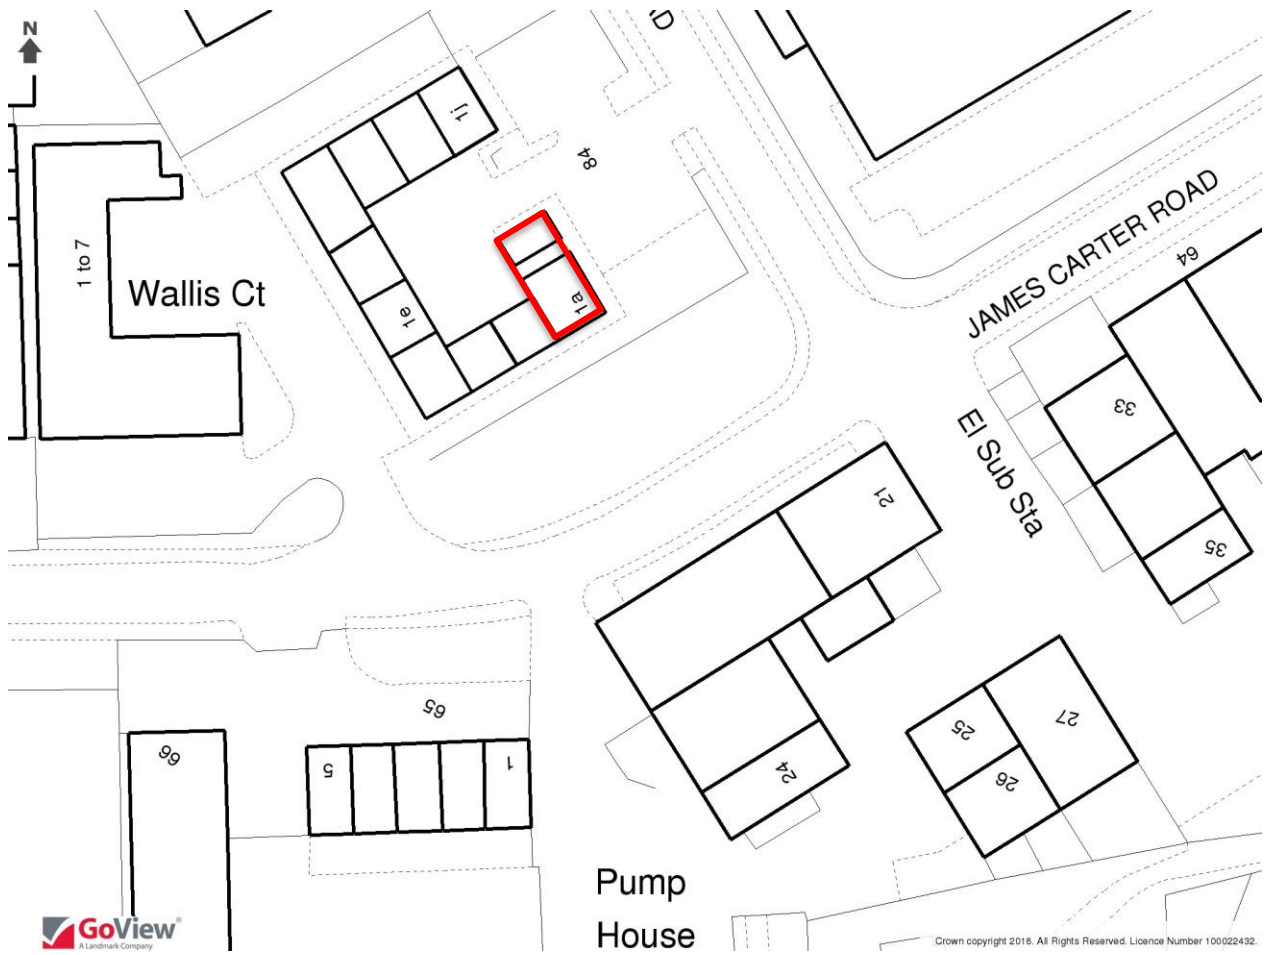 N
D
1j
84
JAMES CARTER ROAD
64
1 to 7
Wallis Ct
1e
1a
33
El Sub Sta
21
35
65
66
5
1
24
25
26
27
Pump
House
GoView®
A Landmark Company
Crown copyright 2018. All Rights Reserved. Licence Number 100022432.